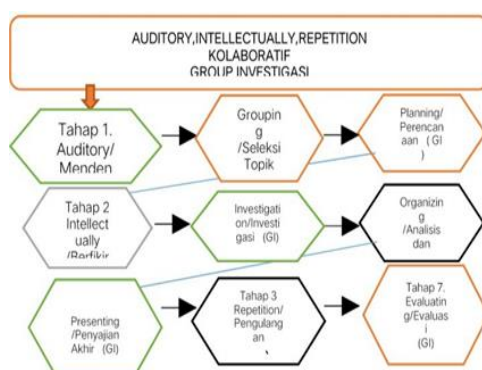 AUDITORY,INTELLECTUALLY,REPETITION
KOLABORATIF
GROUP INVESTIGASI
Tahap 1.
Auditory/
Menden
Groupin
g
/Seleksi
Topik
Planning/
Perencan
aan ( GI
)
Tahap 2
Intellect
ually
/Berfikir
Investigati
on/Investi
gasi (GI)
Organizin
g/Analisis
dan
Presenting
/Penyajian
Akhir (GI)
Tahap 3
Repetition/
Pengulang
an
Tahap 7.
Evaluatin
g/Evaluas
i
(GI)